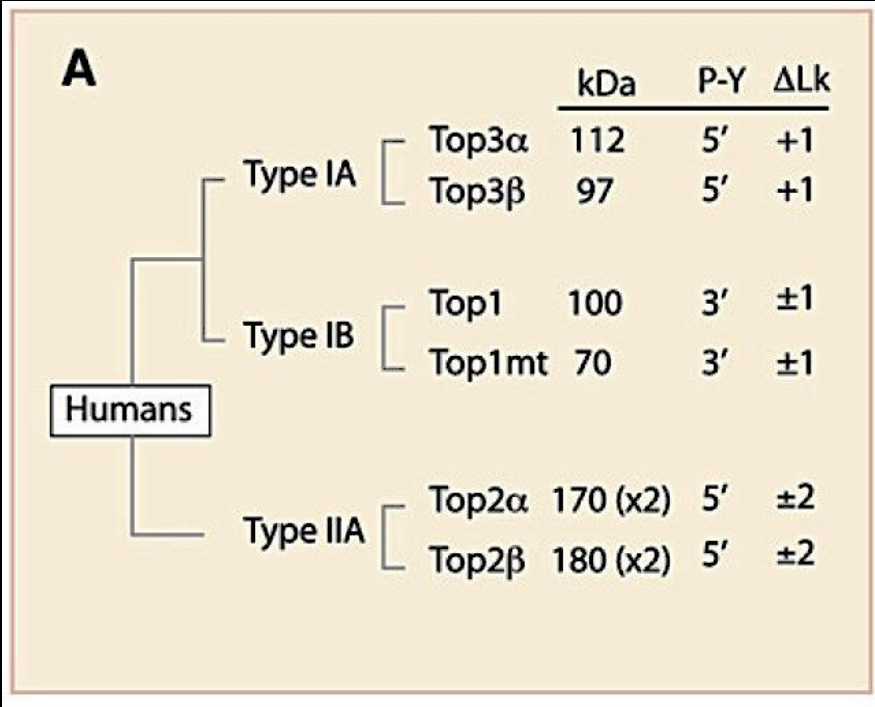 A
kDa P-Y ΔLk
Type IA
Top3α 112 5′ +1
Top3β 97 5′ +1
Type IB
Top1 100 3′ ±1
Top1mt 70 3′ ±1
Humans
Type IIA
Top2α 170 (x2) 5′ ±2
Top2β 180 (x2) 5′ ±2